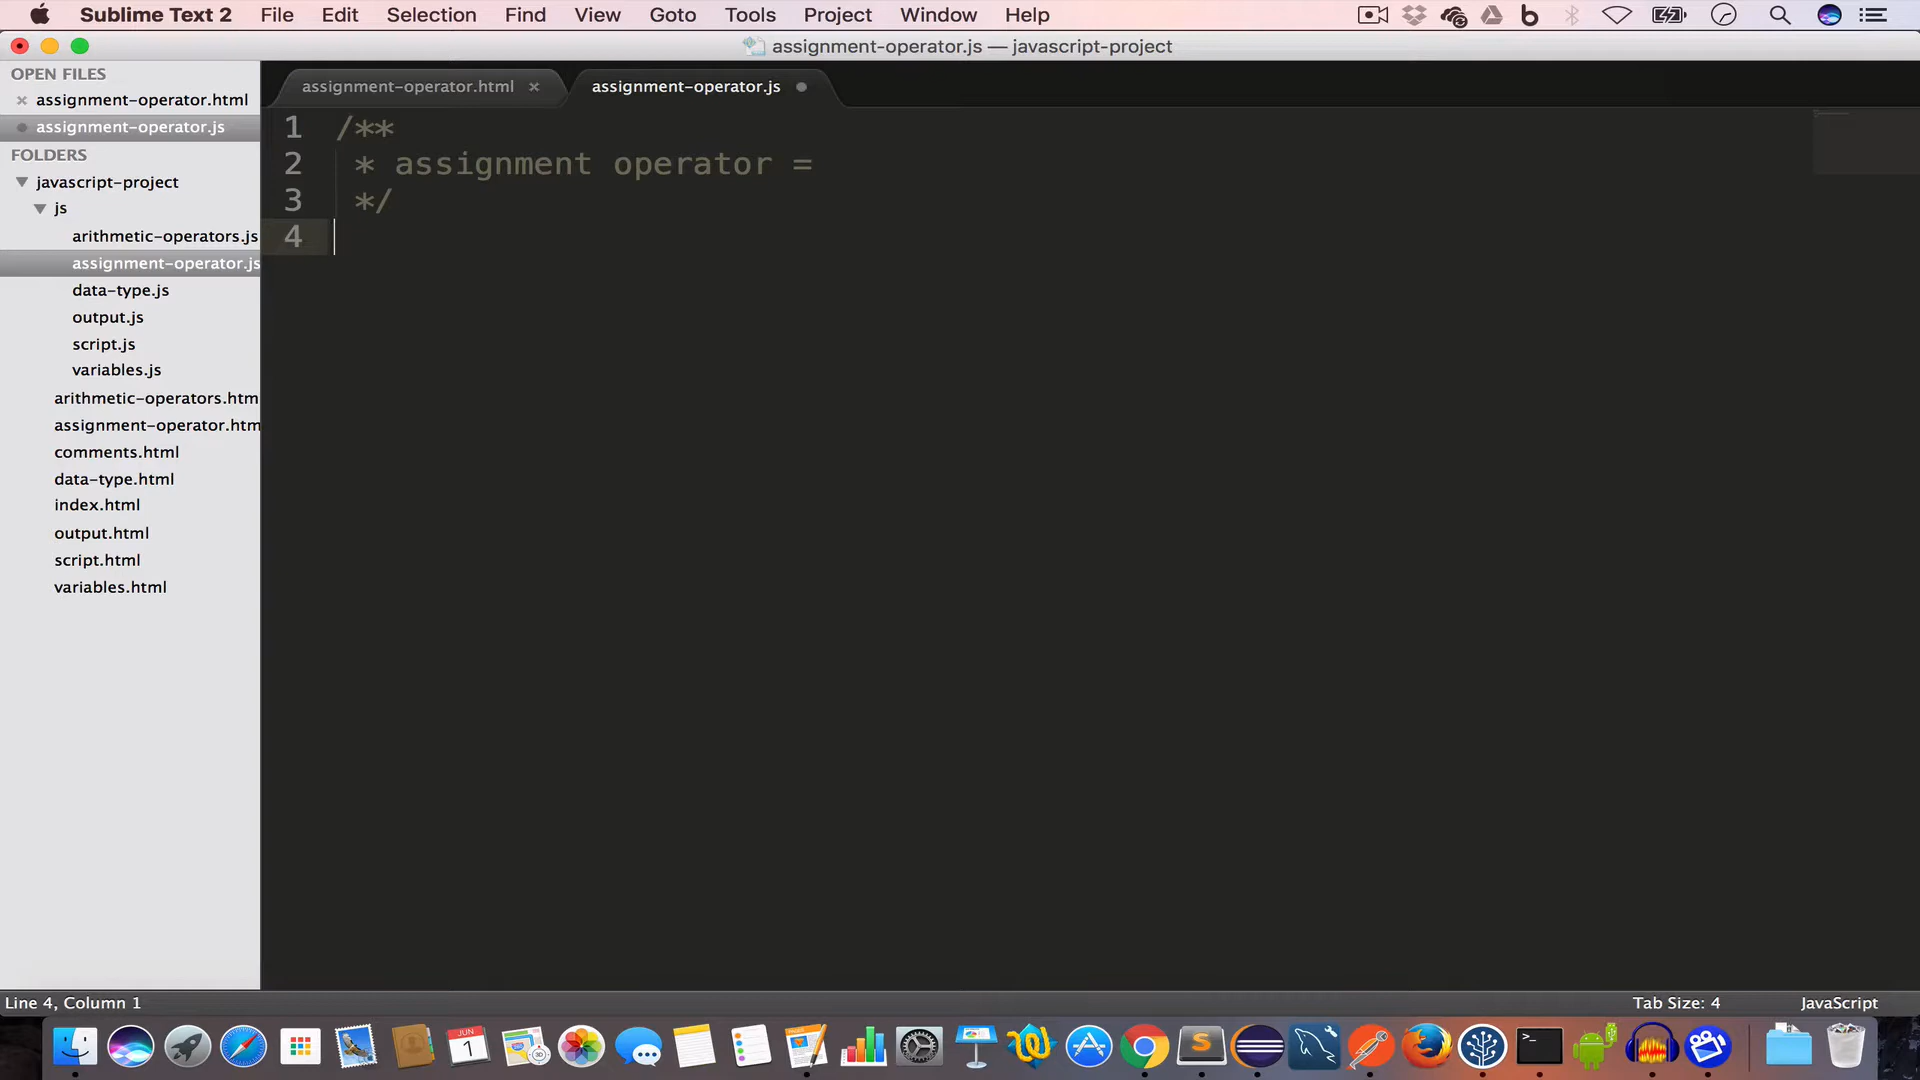 Sublime Text 2 File Edit Selection Find View Goto Tools Project Window Help
assignment-operator.js — javascript-project
OPEN FILES
assignment-operator.html
assignment-operator.js
FOLDERS
javascript-project
js
arithmetic-operators.js
assignment-operator.js
data-type.js
output.js
script.js
variables.js
arithmetic-operators.htm
assignment-operator.htm
comments.html
data-type.html
index.html
output.html
script.html
variables.html
assignment-operator.html × assignment-operator.js
1 /**
2 * assignment operator =
3 */
4
Line 4, Column 1 Tab Size: 4 JavaScript
JUN
1